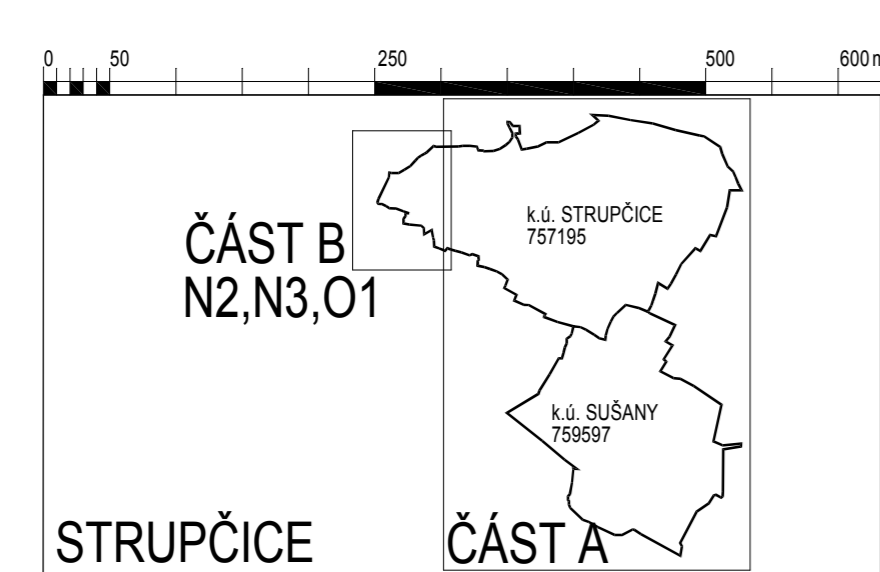 0 50 250 500 600
k.ú. STRUPČICE
757195
ČÁST B
N2,N3,O1
k.ú. SUŠANY
759597
STRUPČICE
ČÁST A